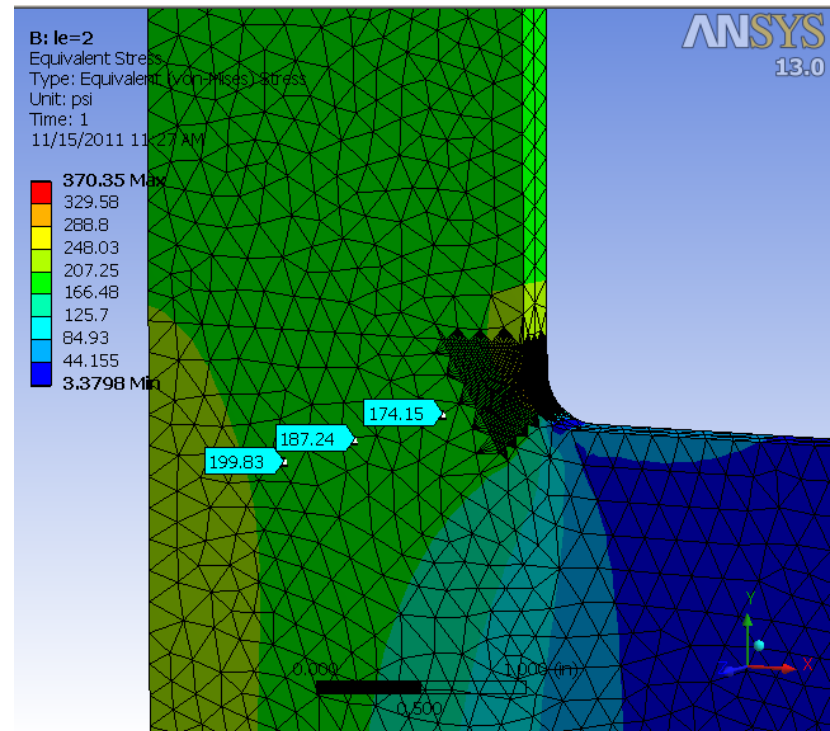 ANSYS
13.0
B: le=2
Equivalent Stress
Type: Equivalent (von-Mises) Stress
Unit: psi
Time: 1
11/15/2011 11:27 AM
370.35 Max
329.58
288.8
248.03
207.25
166.48
125.7
84.93
44.155
3.3798 Min
174.15
187.24
199.83
0.000 1.000 (in)
0.500
Y
X